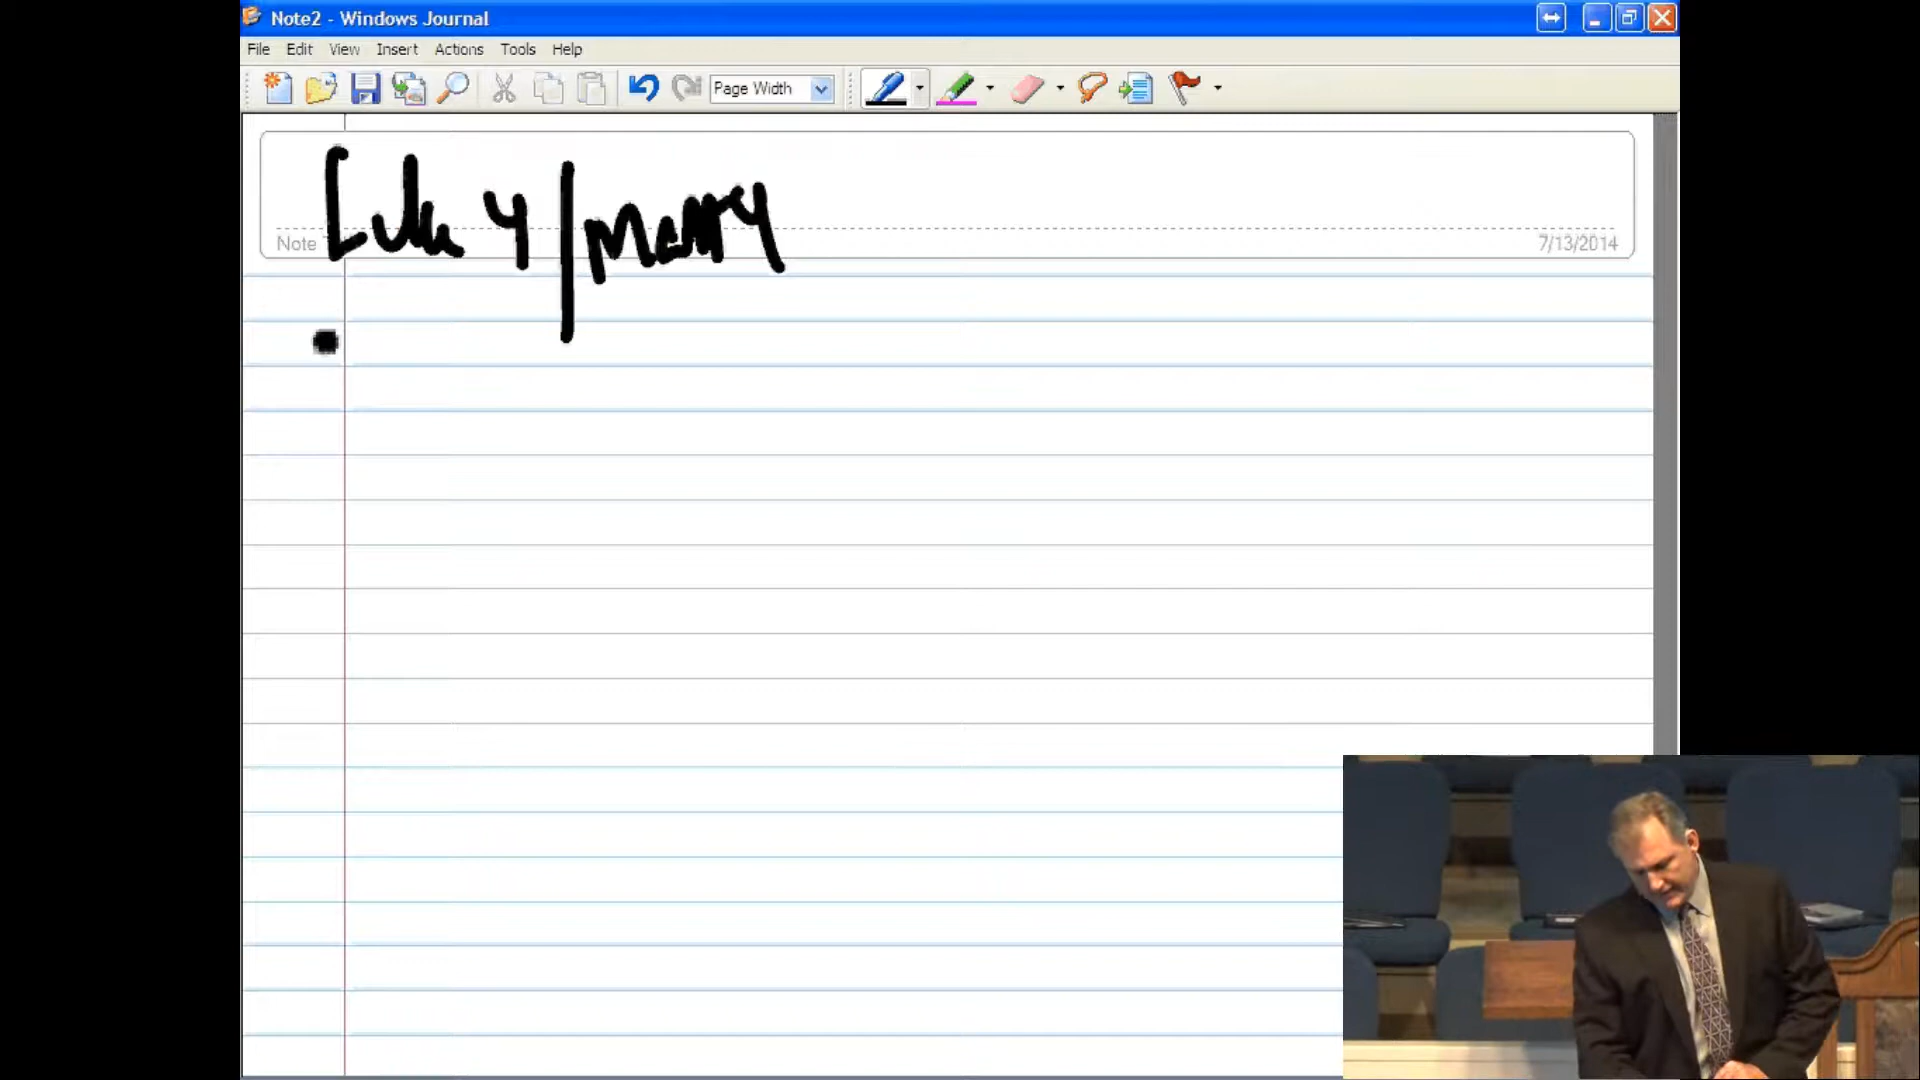 Note2 - Windows Journal
File Edit View Insert Actions Tools Help
Page Width
Luke 4 | Mercy
Note
7/13/2014